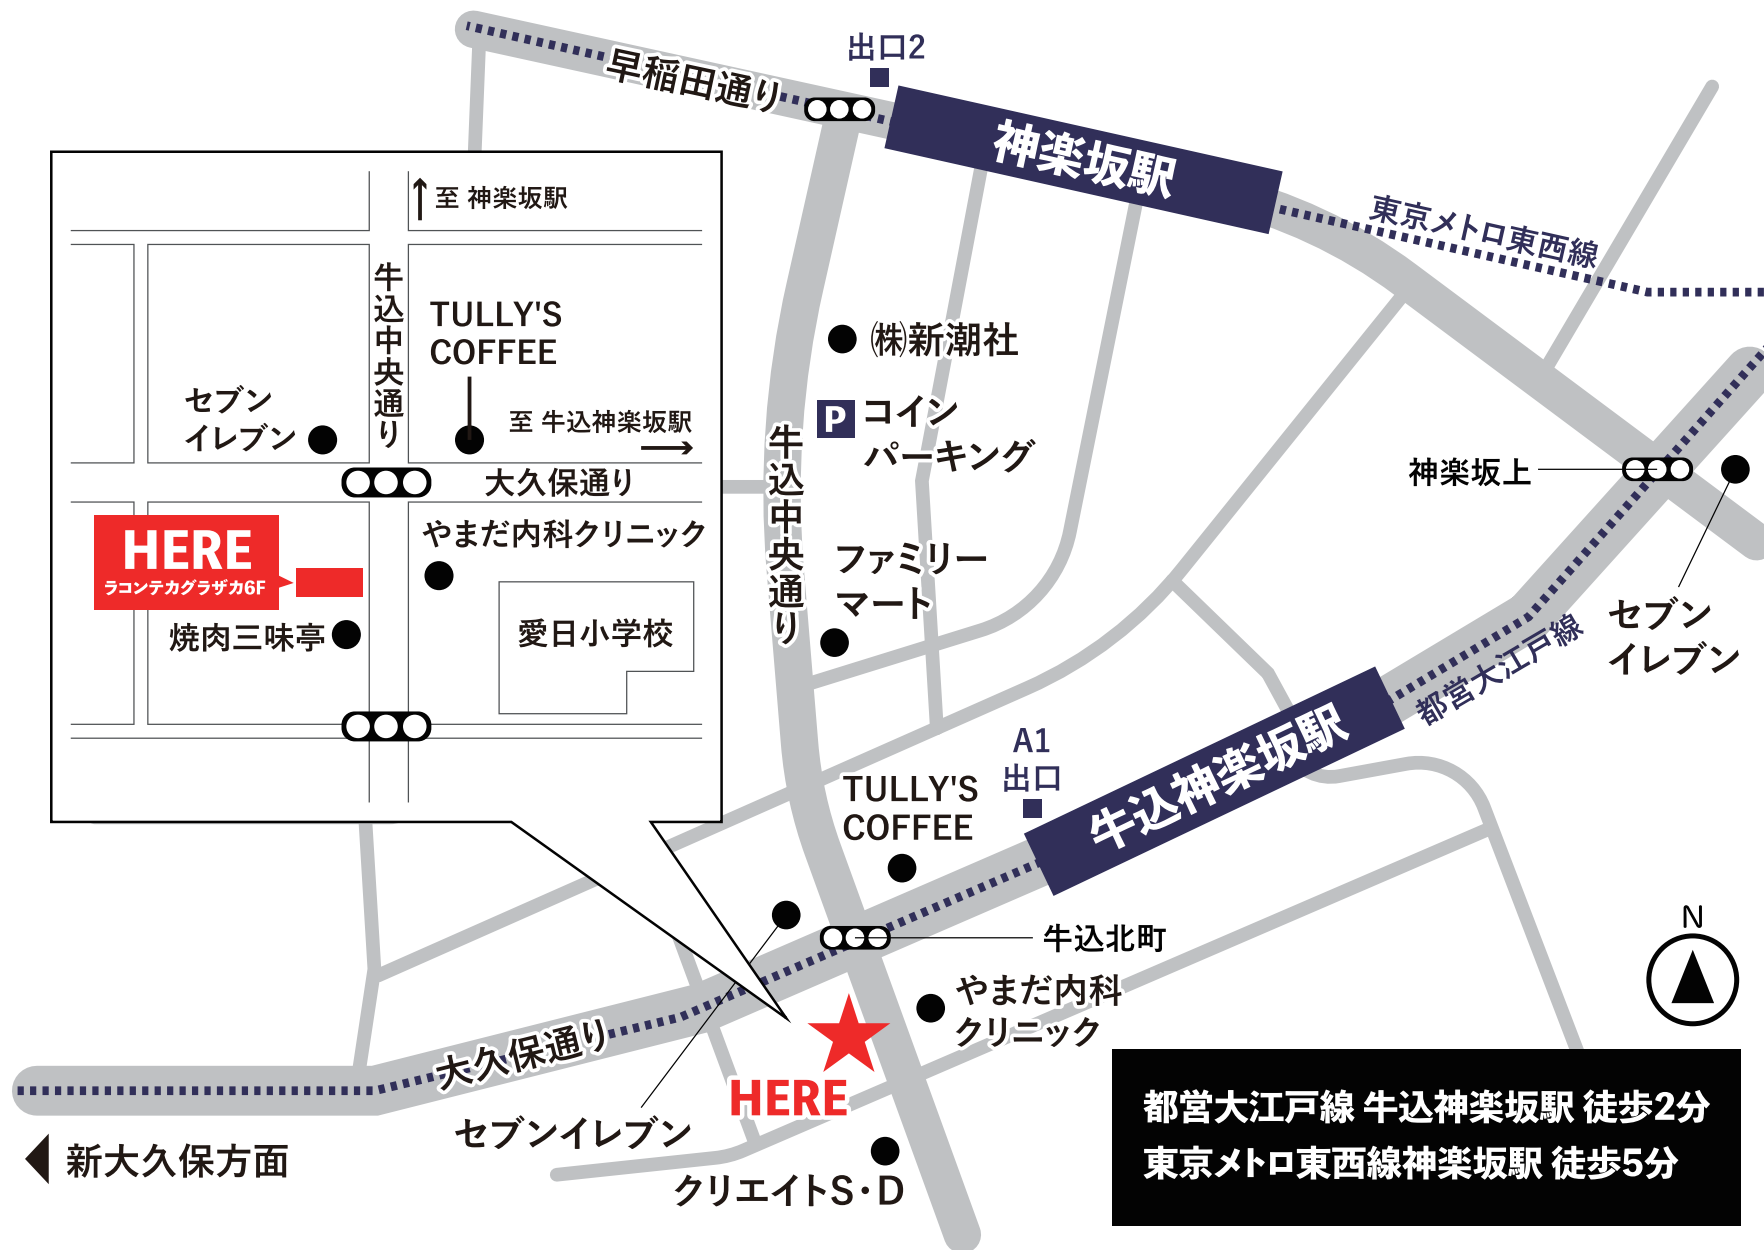 出口2
早稲田通り
神楽坂駅
東京メトロ東西線
至 神楽坂駅
牛込中央通り
TULLY'S
COFFEE
セブン
イレブン
至 牛込神楽坂駅
大久保通り
HERE
ラコンテカグラザカ6F
やまだ内科クリニック
焼肉三味亭
愛日小学校
㈱新潮社
P
コイン
パーキング
牛込中央通り
ファミリー
マート
神楽坂上
セブン
イレブン
都営大江戸線
A1
出口
牛込神楽坂駅
TULLY'S
COFFEE
牛込北町
やまだ内科
クリニック
N
大久保通り
HERE
セブンイレブン
新大久保方面
クリエイトS・D
都営大江戸線 牛込神楽坂駅 徒歩2分
東京メトロ東西線神楽坂駅 徒歩5分